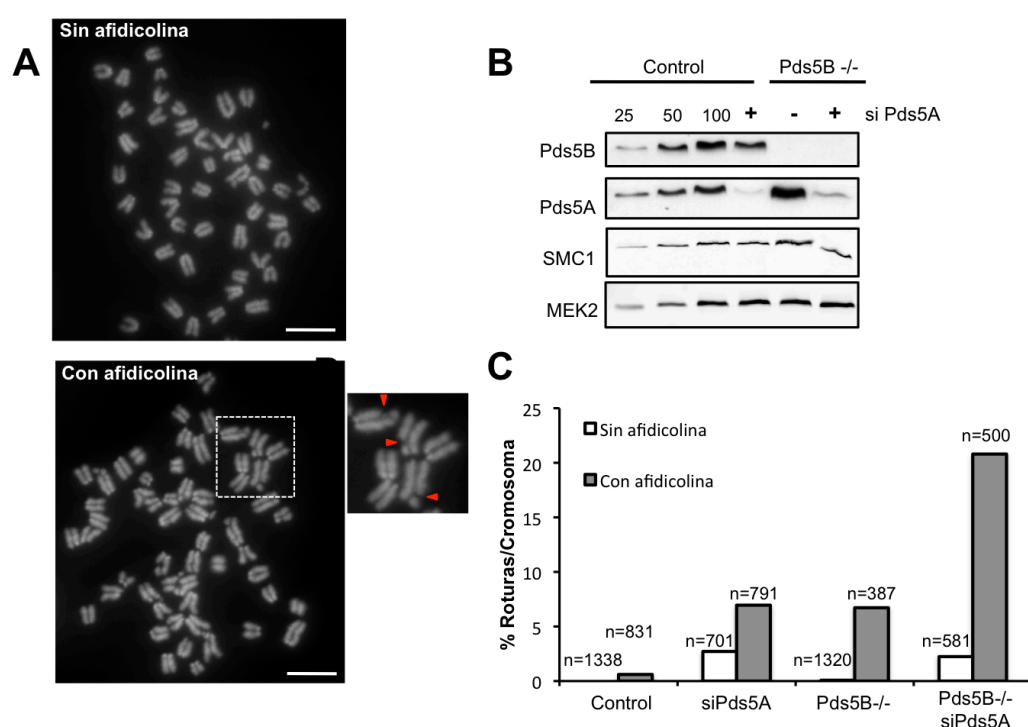 A
Sin afidicolina
Con afidicolina
B
Control
Pds5B -/-
25 50 100 + - + si Pds5A
Pds5B
Pds5A
SMC1
MEK2
C
% Roturas/Cromosoma
25
20
15
10
5
0
Sin afidicolina
Con afidicolina
n=1338
n=831
n=701
n=791
n=1320
n=387
n=581
n=500
Control
siPds5A
Pds5B-/-
Pds5B-/-
siPds5A